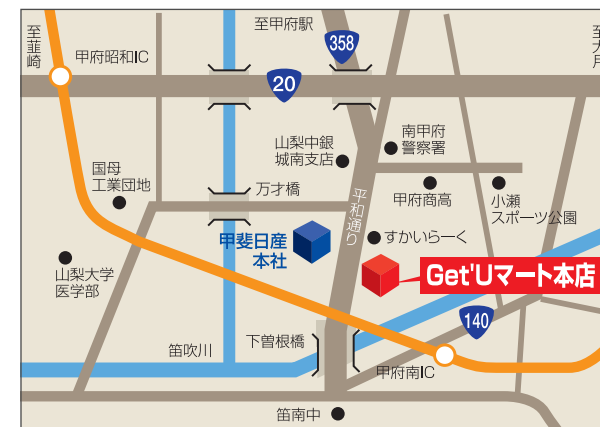 至甲府駅
至韮崎
358
至大月
甲府昭和IC
20
南甲府
警察署
山梨中銀
城南支店
国母
工業団地
万才橋
平和通り
甲府商高
小瀬
スポーツ公園
甲斐日産
本社
すかいらーく
山梨大学
医学部
Get'Uマート本店
140
下曽根橋
笛吹川
甲府南IC
笛南中